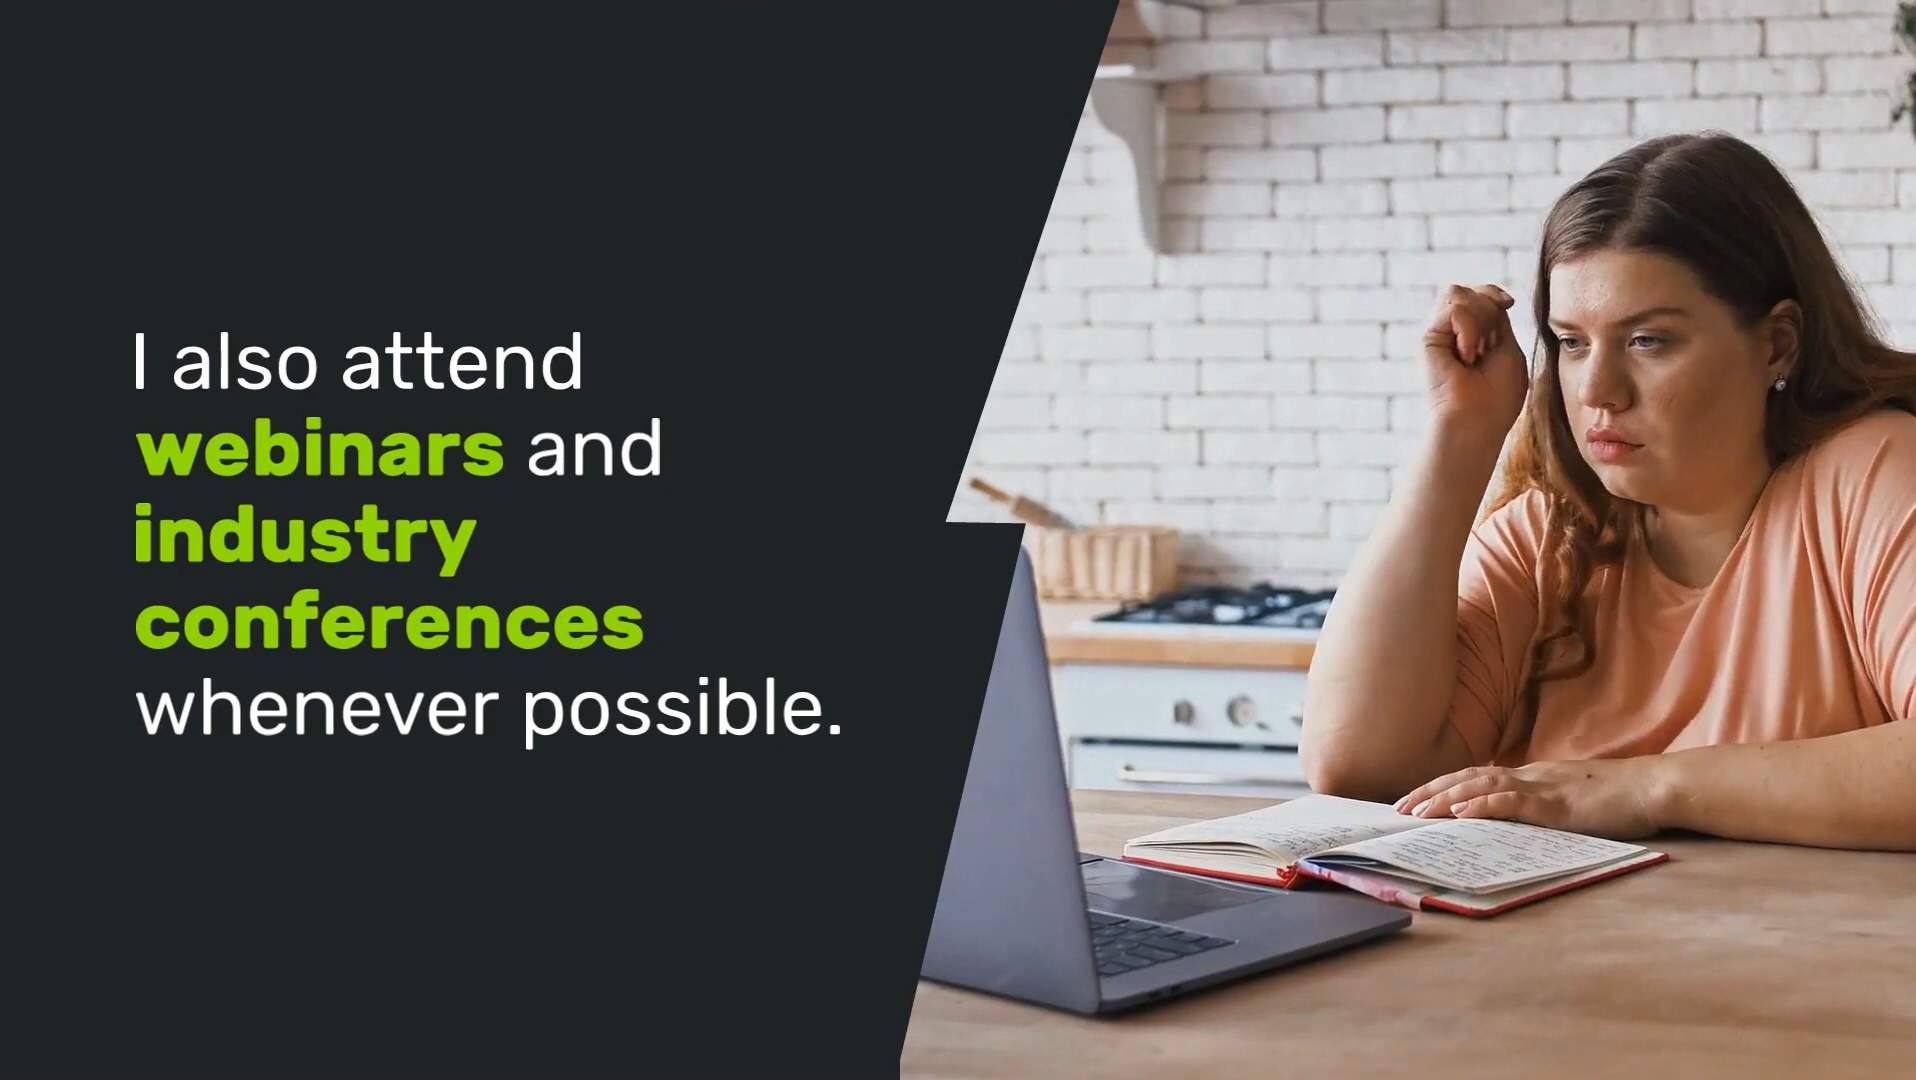 I also attend
webinars and
industry
conferences
whenever possible.